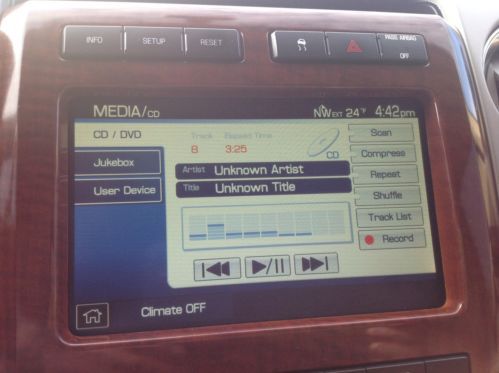 INFO
SETUP
RESET
PASS AIRBAG
OFF
MEDIA/CD
NW EXT 24°F 4:42pm
CD / DVD
Jukebox
User Device
Track Elapsed Time
8 3:25
CD
Artist Unknown Artist
Title Unknown Title
Scan
Compress
Repeat
Shuffle
Track List
Record
Climate OFF